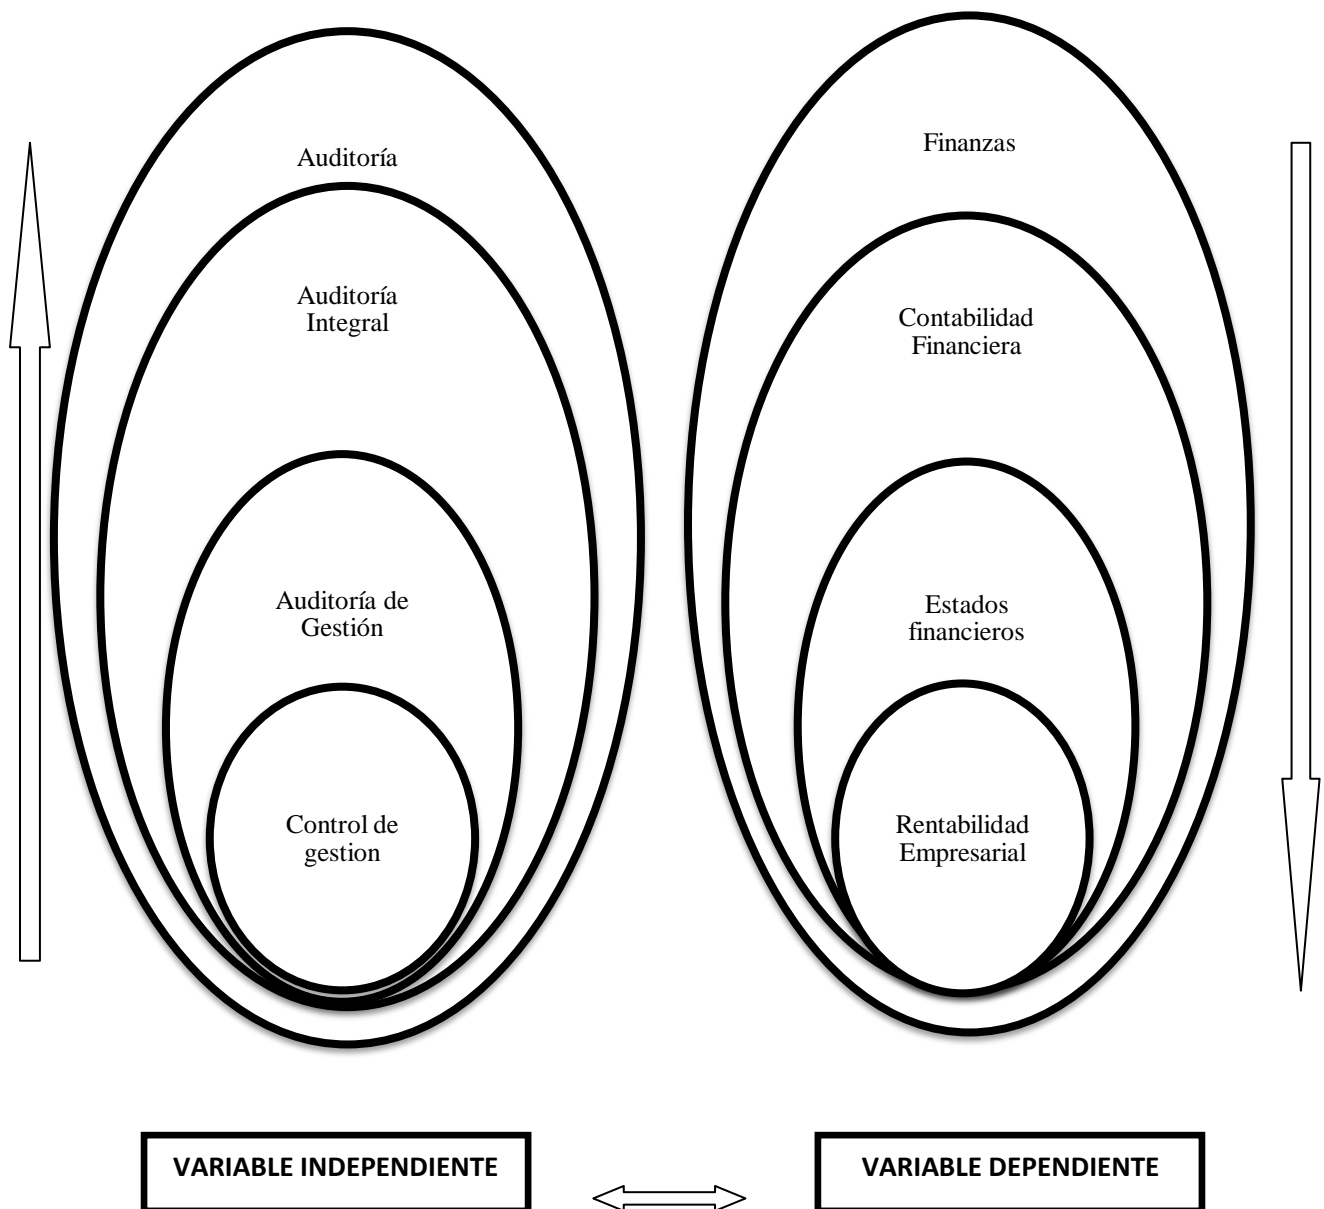 Auditoría
Auditoría
Integral
Auditoría de
Gestión
Control de
gestion
Finanzas
Contabilidad
Financiera
Estados
financieros
Rentabilidad
Empresarial
VARIABLE INDEPENDIENTE
VARIABLE DEPENDIENTE